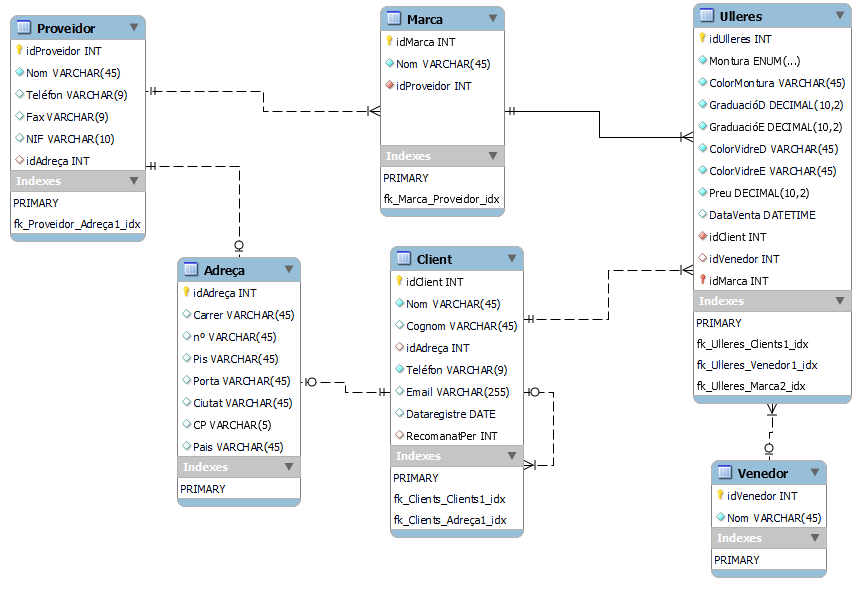 Proveidor
idProveidor INT
Nom VARCHAR(45)
Teléfon VARCHAR(9)
Fax VARCHAR(9)
NIF VARCHAR(10)
idAdreça INT
Indexes
PRIMARY
fk_Proveidor_Adreça1_idx
Marca
idMarca INT
Nom VARCHAR(45)
idProveidor INT
Indexes
PRIMARY
fk_Marca_Proveidor_idx
Ulleres
idUlleres INT
Montura ENUM(...)
ColorMontura VARCHAR(45)
GraduacióD DECIMAL(10,2)
GraduacióE DECIMAL(10,2)
ColorVidreD VARCHAR(45)
ColorVidreE VARCHAR(45)
Preu DECIMAL(10,2)
DataVenta DATETIME
idClient INT
idVenedor INT
idMarca INT
Indexes
PRIMARY
fk_Ulleres_Clients1_idx
fk_Ulleres_Venedor1_idx
fk_Ulleres_Marca2_idx
Adreça
idAdreça INT
Carrer VARCHAR(45)
nº VARCHAR(45)
Pis VARCHAR(45)
Porta VARCHAR(45)
Ciutat VARCHAR(45)
CP VARCHAR(5)
Pais VARCHAR(45)
Indexes
PRIMARY
Client
idClient INT
Nom VARCHAR(45)
Cognom VARCHAR(45)
idAdreça INT
Teléfon VARCHAR(9)
Email VARCHAR(255)
Dataregistre DATE
RecomanatPer INT
Indexes
PRIMARY
fk_Clients_Clients1_idx
fk_Clients_Adreça1_idx
Venedor
idVenedor INT
Nom VARCHAR(45)
Indexes
PRIMARY